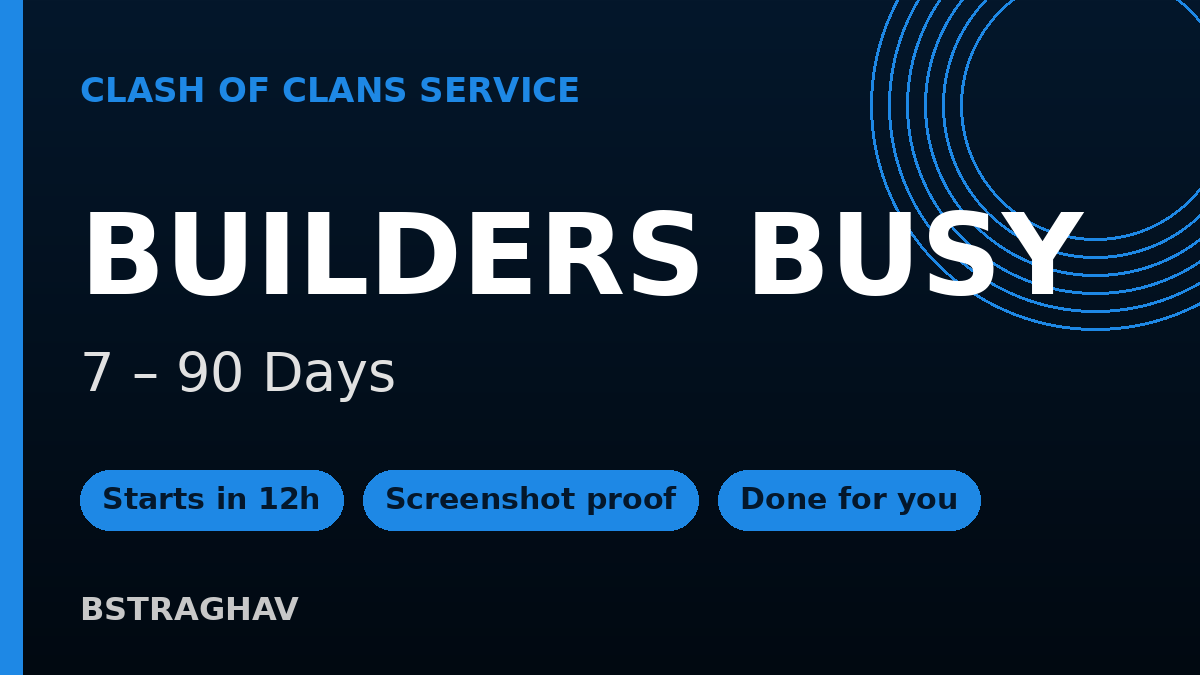 CLASH OF CLANS SERVICE
BUILDERS BUSY
7 – 90 Days
Starts in 12h Screenshot proof Done for you
BSTRAGHAV